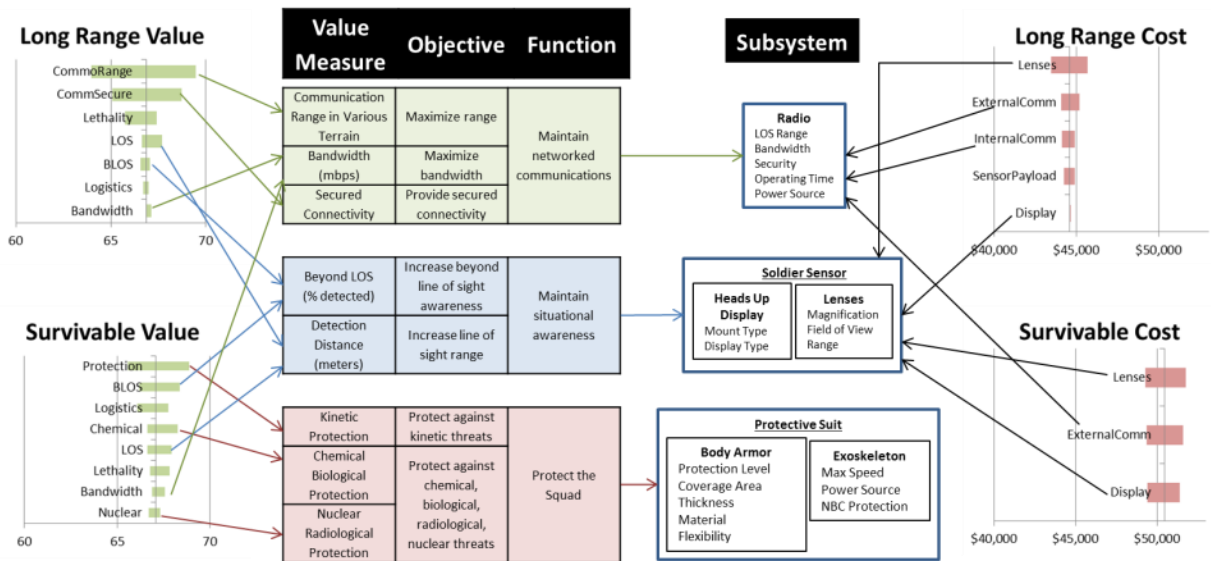 Long Range Value
CommoRange
CommSecure
Lethality
LOS
BLOS
Logistics
Bandwidth
60
65
70
Survivable Value
Protection
BLOS
Logistics
Chemical
LOS
Lethality
Bandwidth
Nuclear
60
65
70
Value
Measure
Objective
Function
Communication
Range in Various
Terrain
Maximize range
Bandwidth
(mbps)
Maximize
bandwidth
Secured
Connectivity
Provide secured
connectivity
Maintain
networked
communications
Beyond LOS
(% detected)
Increase beyond
line of sight
awareness
Detection
Distance
(meters)
Increase line of
sight range
Maintain
situational
awareness
Kinetic
Protection
Protect against
kinetic threats
Chemical
Biological
Protection
Nuclear
Radiological
Protection
Protect against
chemical,
biological,
radiological,
nuclear threats
Protect the
Squad
Subsystem
Radio
LOS Range
Bandwidth
Security
Operating Time
Power Source
Soldier Sensor
Heads Up
Display
Mount Type
Display Type
Lenses
Magnification
Field of View
Range
Protective Suit
Body Armor
Protection Level
Coverage Area
Thickness
Material
Flexibility
Exoskeleton
Max Speed
Power Source
NBC Protection
Long Range Cost
Lenses
ExternalComm
InternalComm
SensorPayload
Display
$40,000
$45,000
$50,000
Survivable Cost
Lenses
ExternalComm
Display
$40,000
$45,000
$50,000